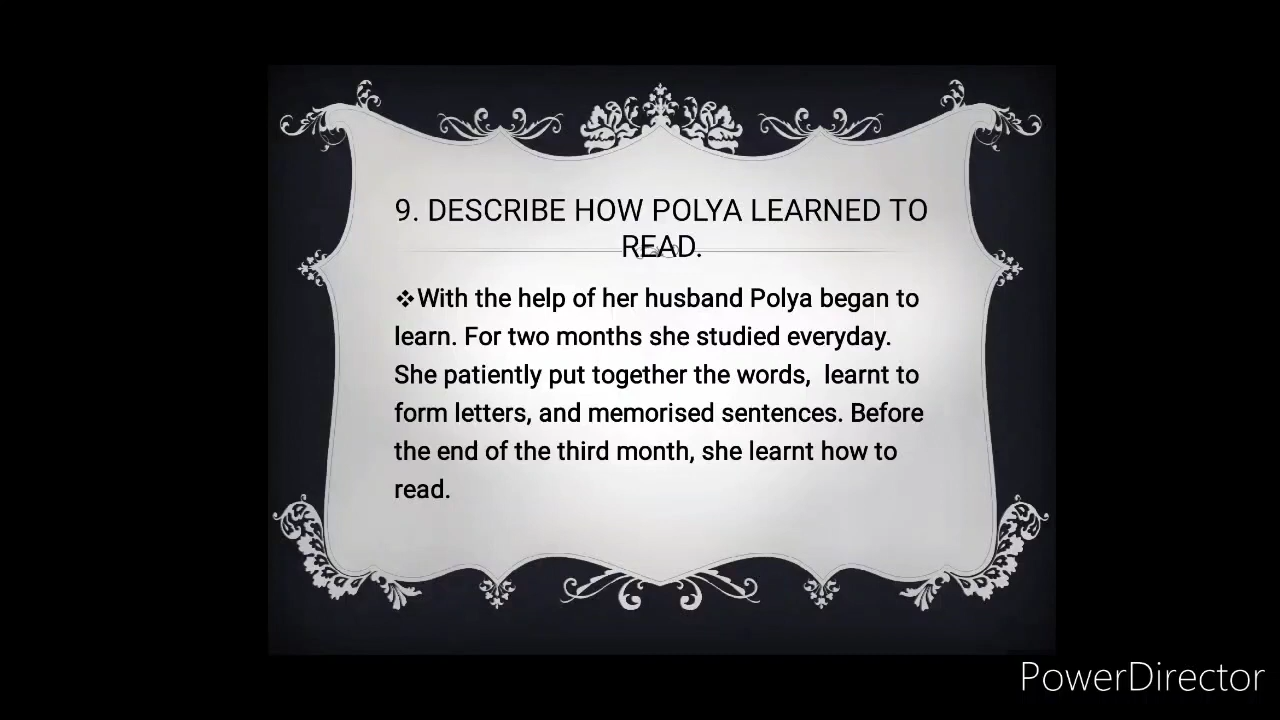 9. DESCRIBE HOW POLYA LEARNED TO
READ.
❖With the help of her husband Polya began to
learn. For two months she studied everyday.
She patiently put together the words,  learnt to
form letters, and memorised sentences. Before
the end of the third month, she learnt how to
read.
PowerDirector